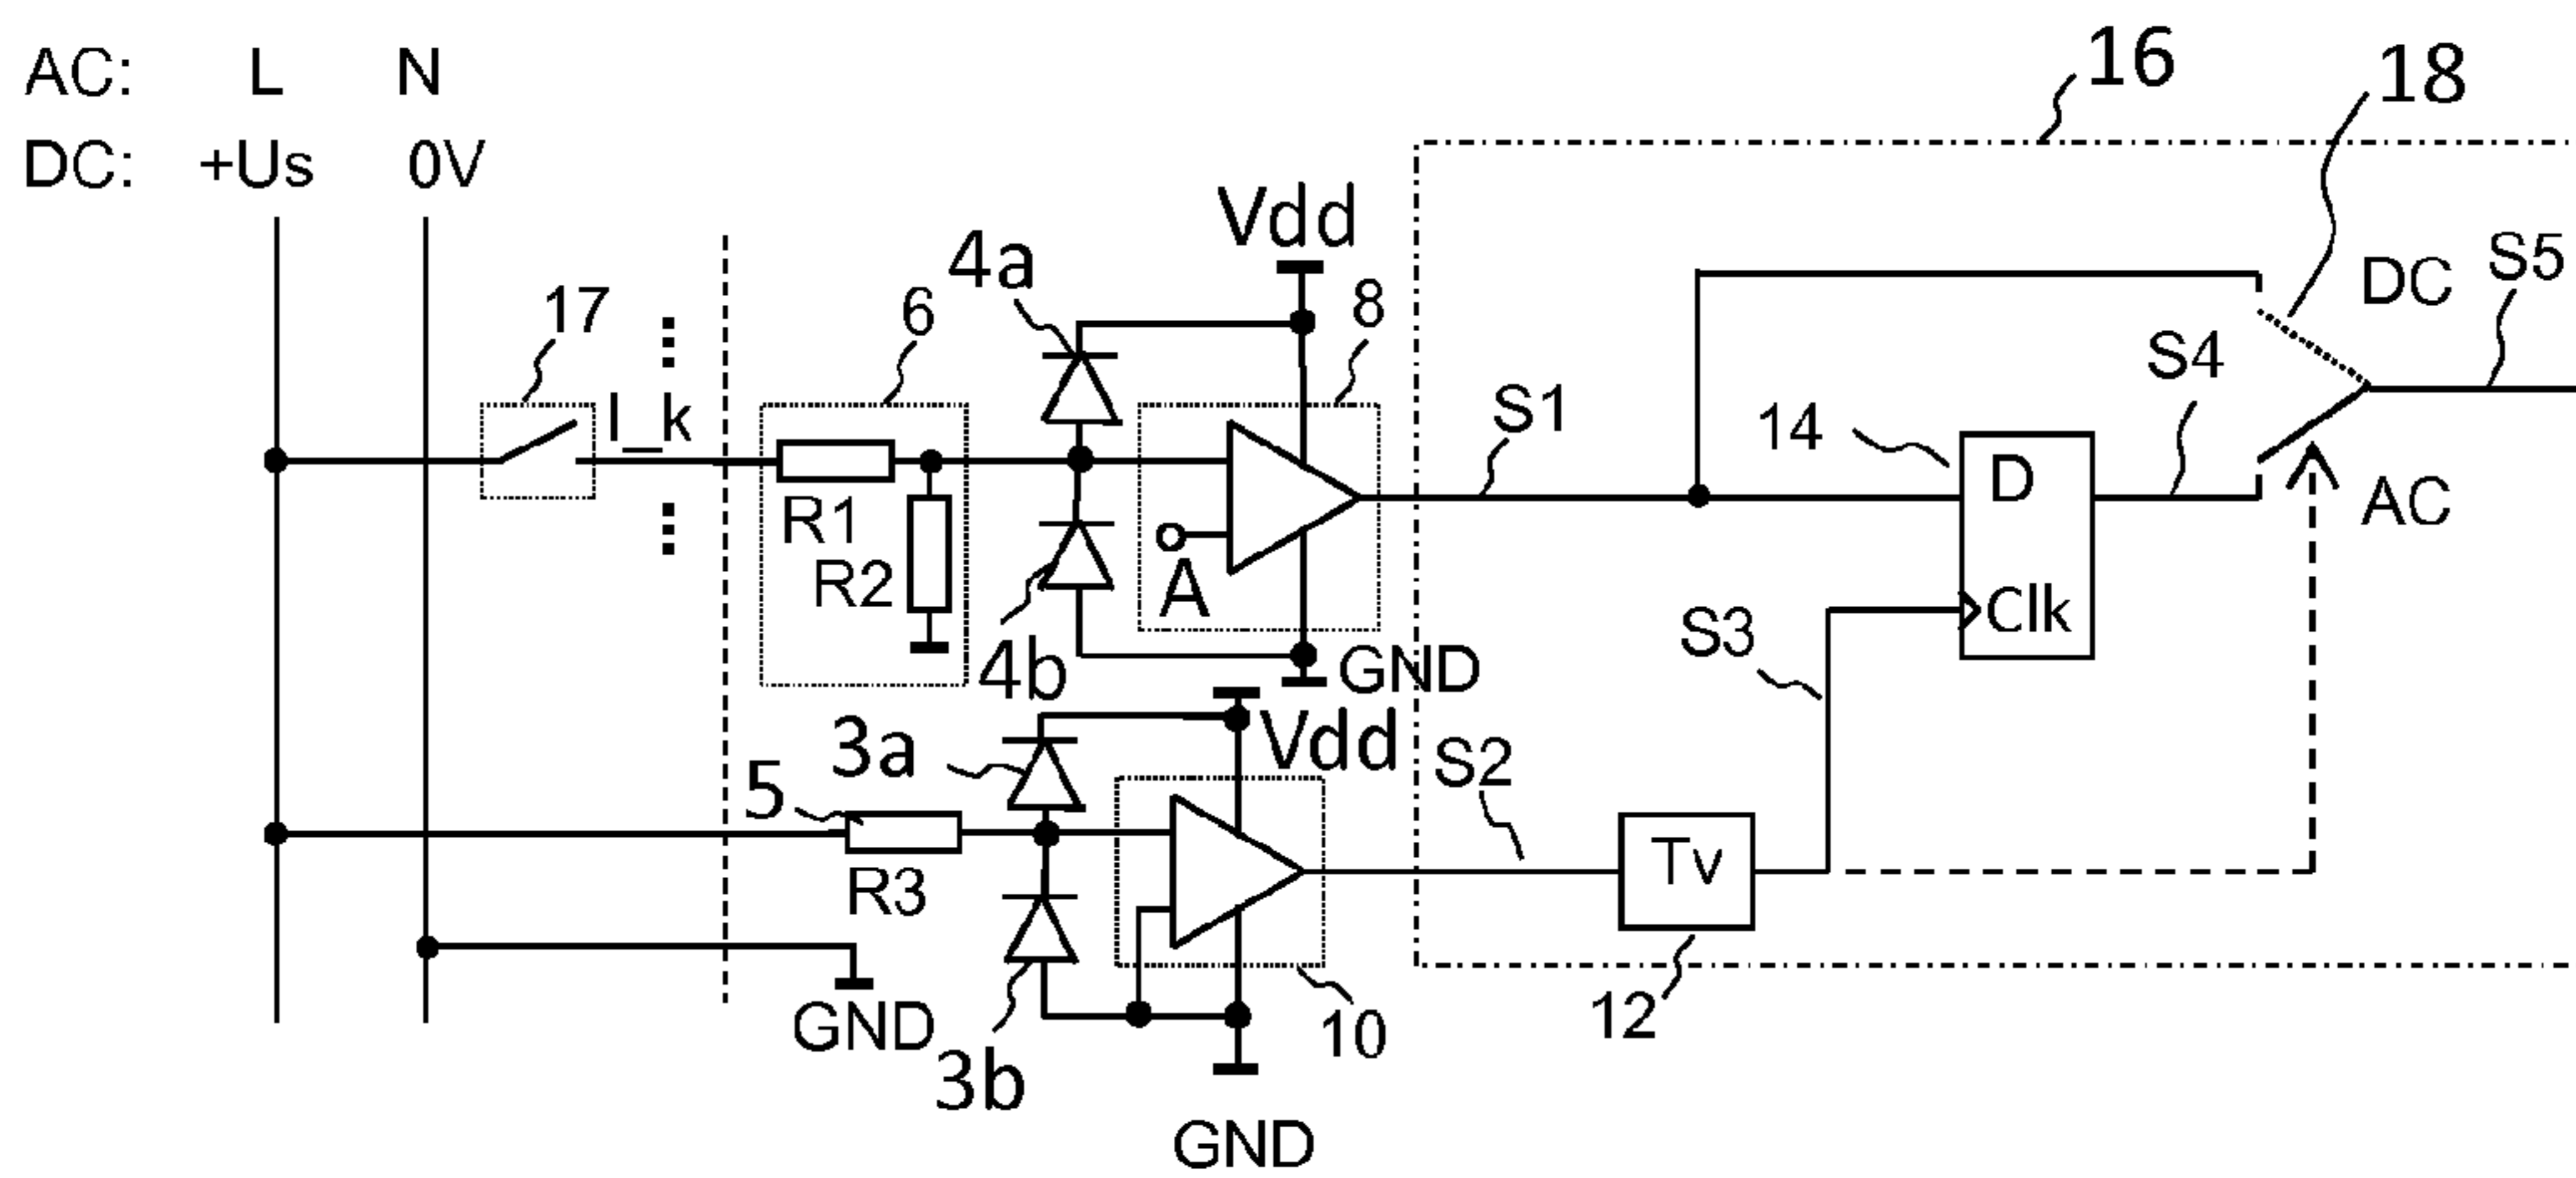 AC: L N
DC: +Us 0V
16
18
Vdd
4a
S5
DC
17
6
8
S4
I_k
S1
14
AC
D
R1
R2
A
Clk
S3
4b
GND
3a
Vdd
S2
5
Tv
R3
12
GND
10
3b
GND